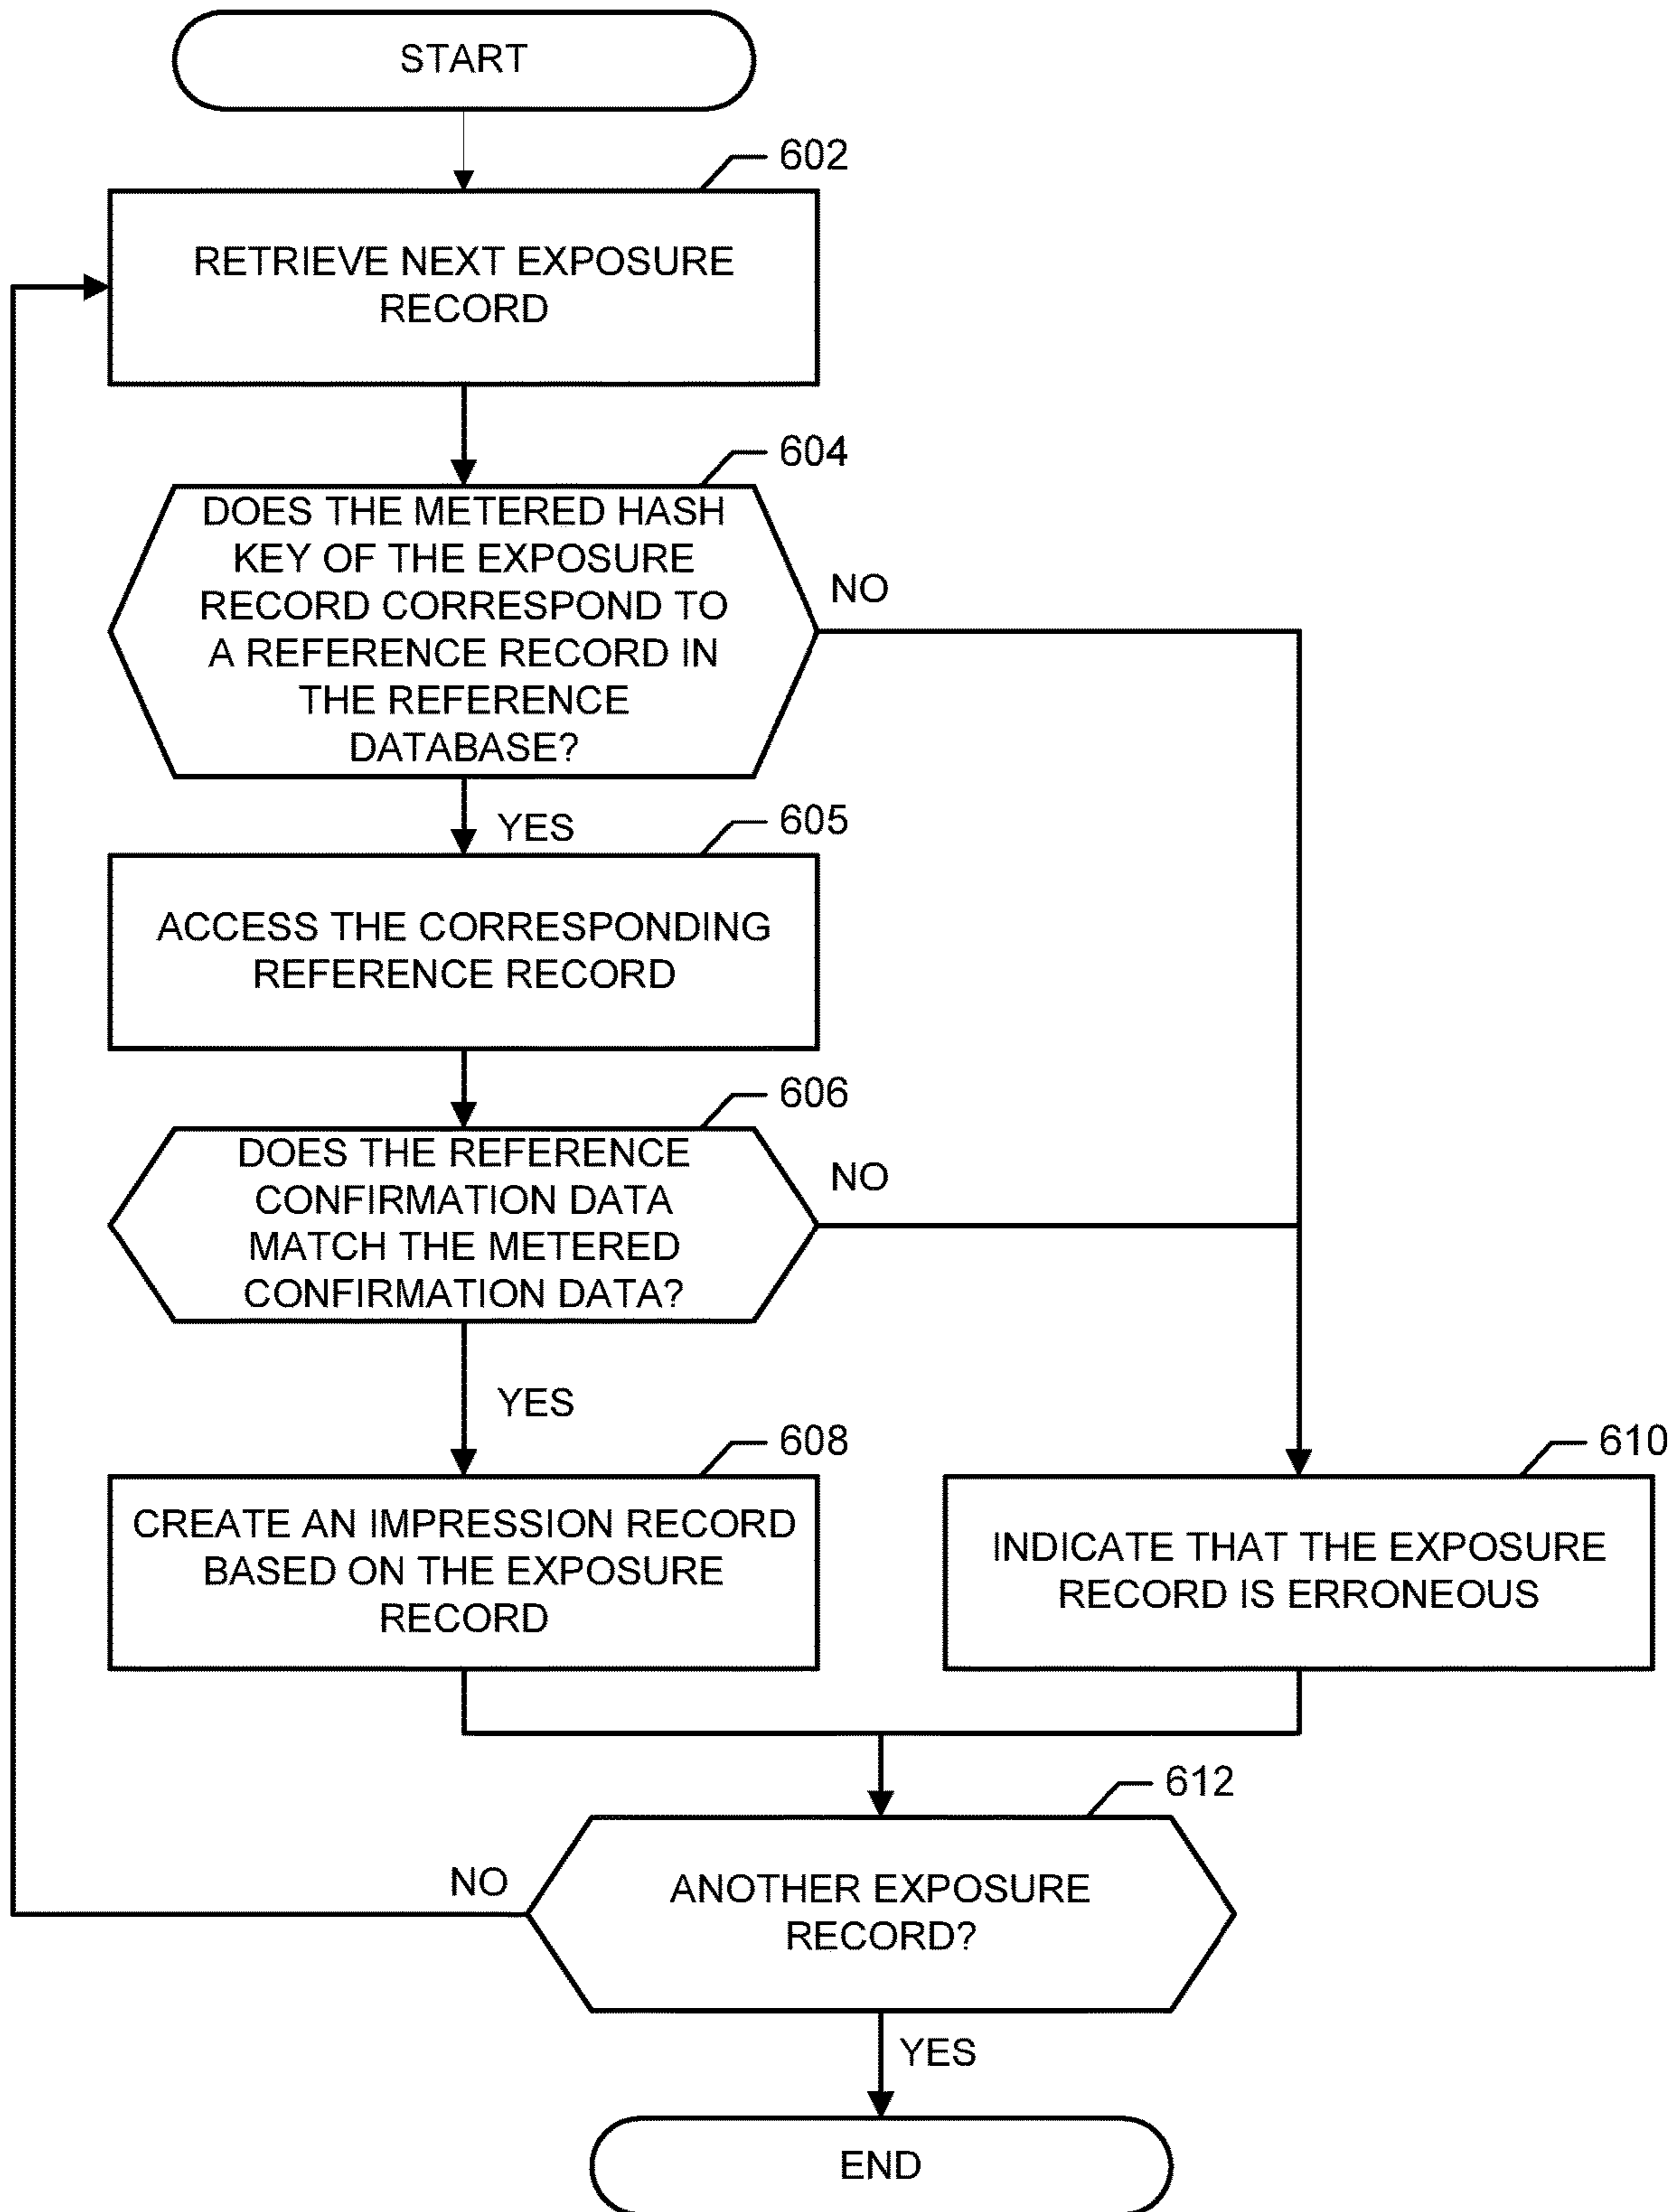 START
602
RETRIEVE NEXT EXPOSURE
RECORD
604
DOES THE METERED HASH
KEY OF THE EXPOSURE
RECORD CORRESPOND TO
A REFERENCE RECORD IN
THE REFERENCE
DATABASE?
NO
YES
605
ACCESS THE CORRESPONDING
REFERENCE RECORD
606
DOES THE REFERENCE
CONFIRMATION DATA
MATCH THE METERED
CONFIRMATION DATA?
NO
YES
608
CREATE AN IMPRESSION RECORD
BASED ON THE EXPOSURE
RECORD
610
INDICATE THAT THE EXPOSURE
RECORD IS ERRONEOUS
612
ANOTHER EXPOSURE
RECORD?
NO
YES
END